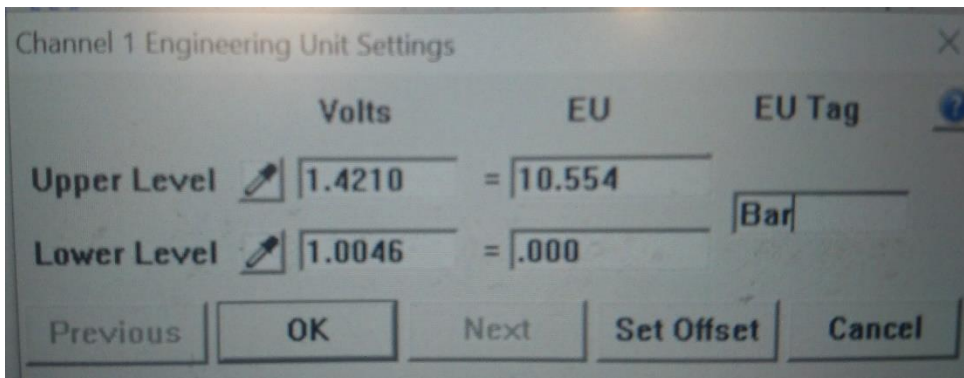 Channel 1 Engineering Unit Settings
Volts EU EU Tag ?
Upper Level 1.4210 = 10.554
Bar
Lower Level 1.0046 = .000
Previous OK Next Set Offset Cancel